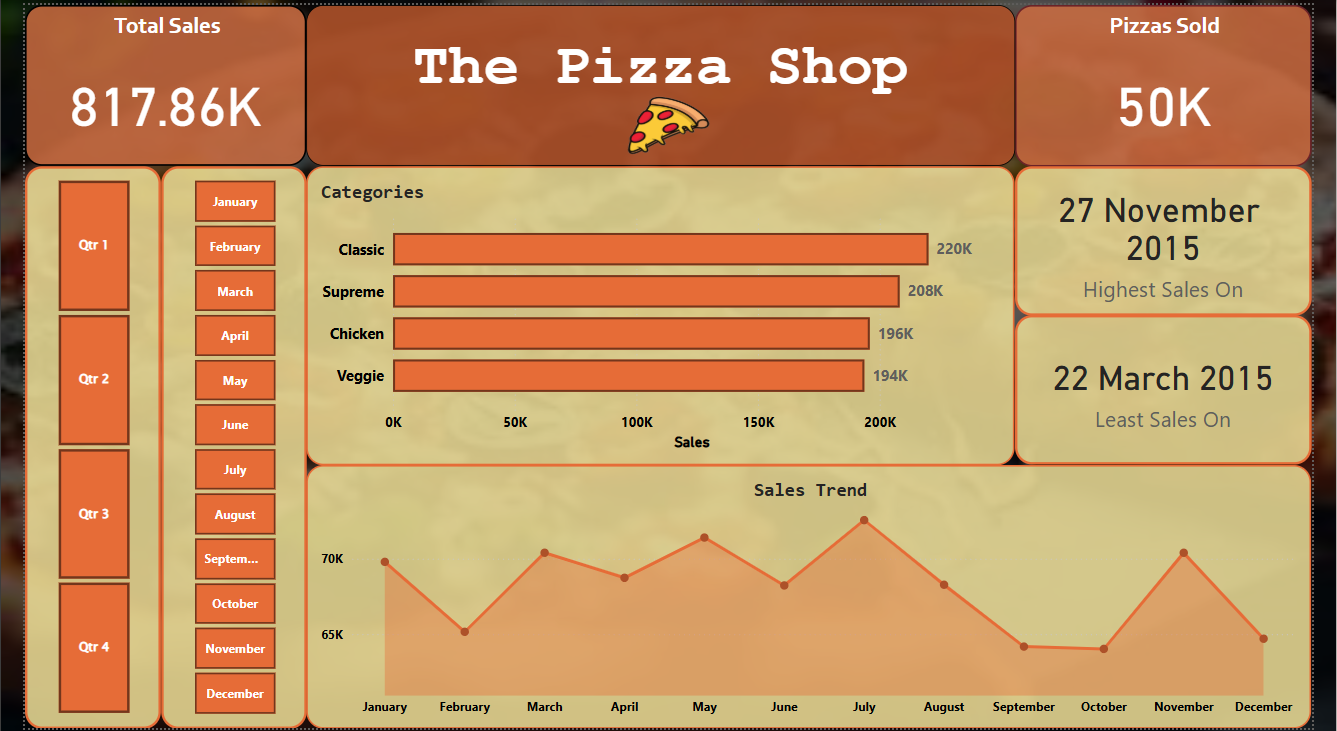 Total Sales
817.86K
The Pizza Shop
Pizzas Sold
50K
Qtr 1
Qtr 2
Qtr 3
Qtr 4
January
February
March
April
May
June
July
August
Septem...
October
November
December
Categories
Classic 220K
Supreme 208K
Chicken 196K
Veggie 194K
0K 50K 100K 150K 200K
Sales
27 November
2015
Highest Sales On
22 March 2015
Least Sales On
Sales Trend
70K
65K
January February March April May June July August September October November December